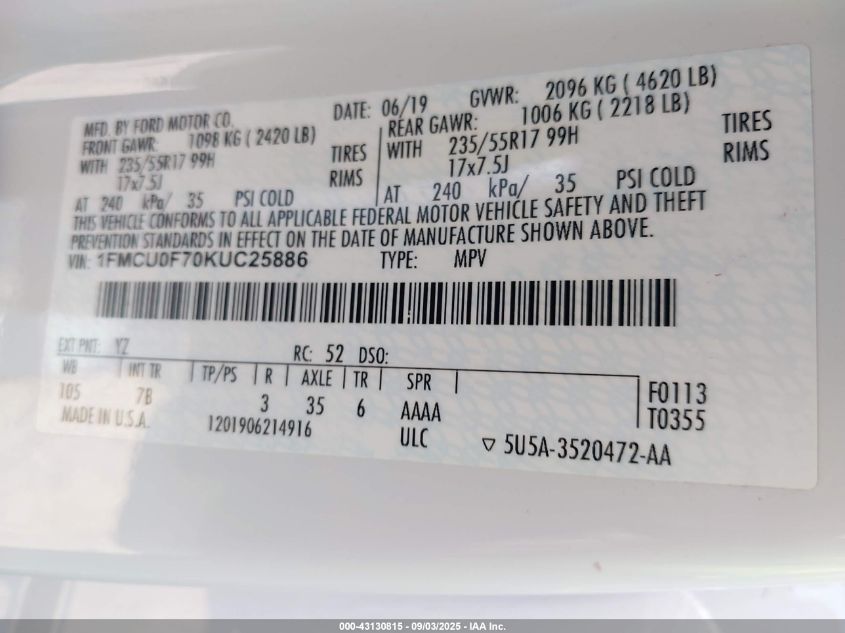 MFD. BY FORD MOTOR CO. DATE: 06/19 GVWR: 2096 KG ( 4620 LB)
FRONT GAWR: 1098 KG ( 2420 LB) REAR GAWR: 1006 KG ( 2218 LB)
WITH 235/55R17 99H TIRES WITH 235/55R17 99H TIRES
17x7.5J RIMS 17x7.5J RIMS
AT 240 kPa/ 35 PSI COLD AT 240 kPa/ 35 PSI COLD
THIS VEHICLE CONFORMS TO ALL APPLICABLE FEDERAL MOTOR VEHICLE SAFETY AND THEFT
PREVENTION STANDARDS IN EFFECT ON THE DATE OF MANUFACTURE SHOWN ABOVE.
VIN: 1FMCU0F70KUC25886 TYPE: MPV
EXT PNT: YZ RC: 52 DSO:
WB | INT TR | TP/PS | R | AXLE | TR | SPR | F0113
105 7B 3 35 6 AAAA T0355
MADE IN U.S.A. 1201906214916 ULC ▽ 5U5A-3520472-AA
000-43130815 - 09/03/2025 - IAA Inc.